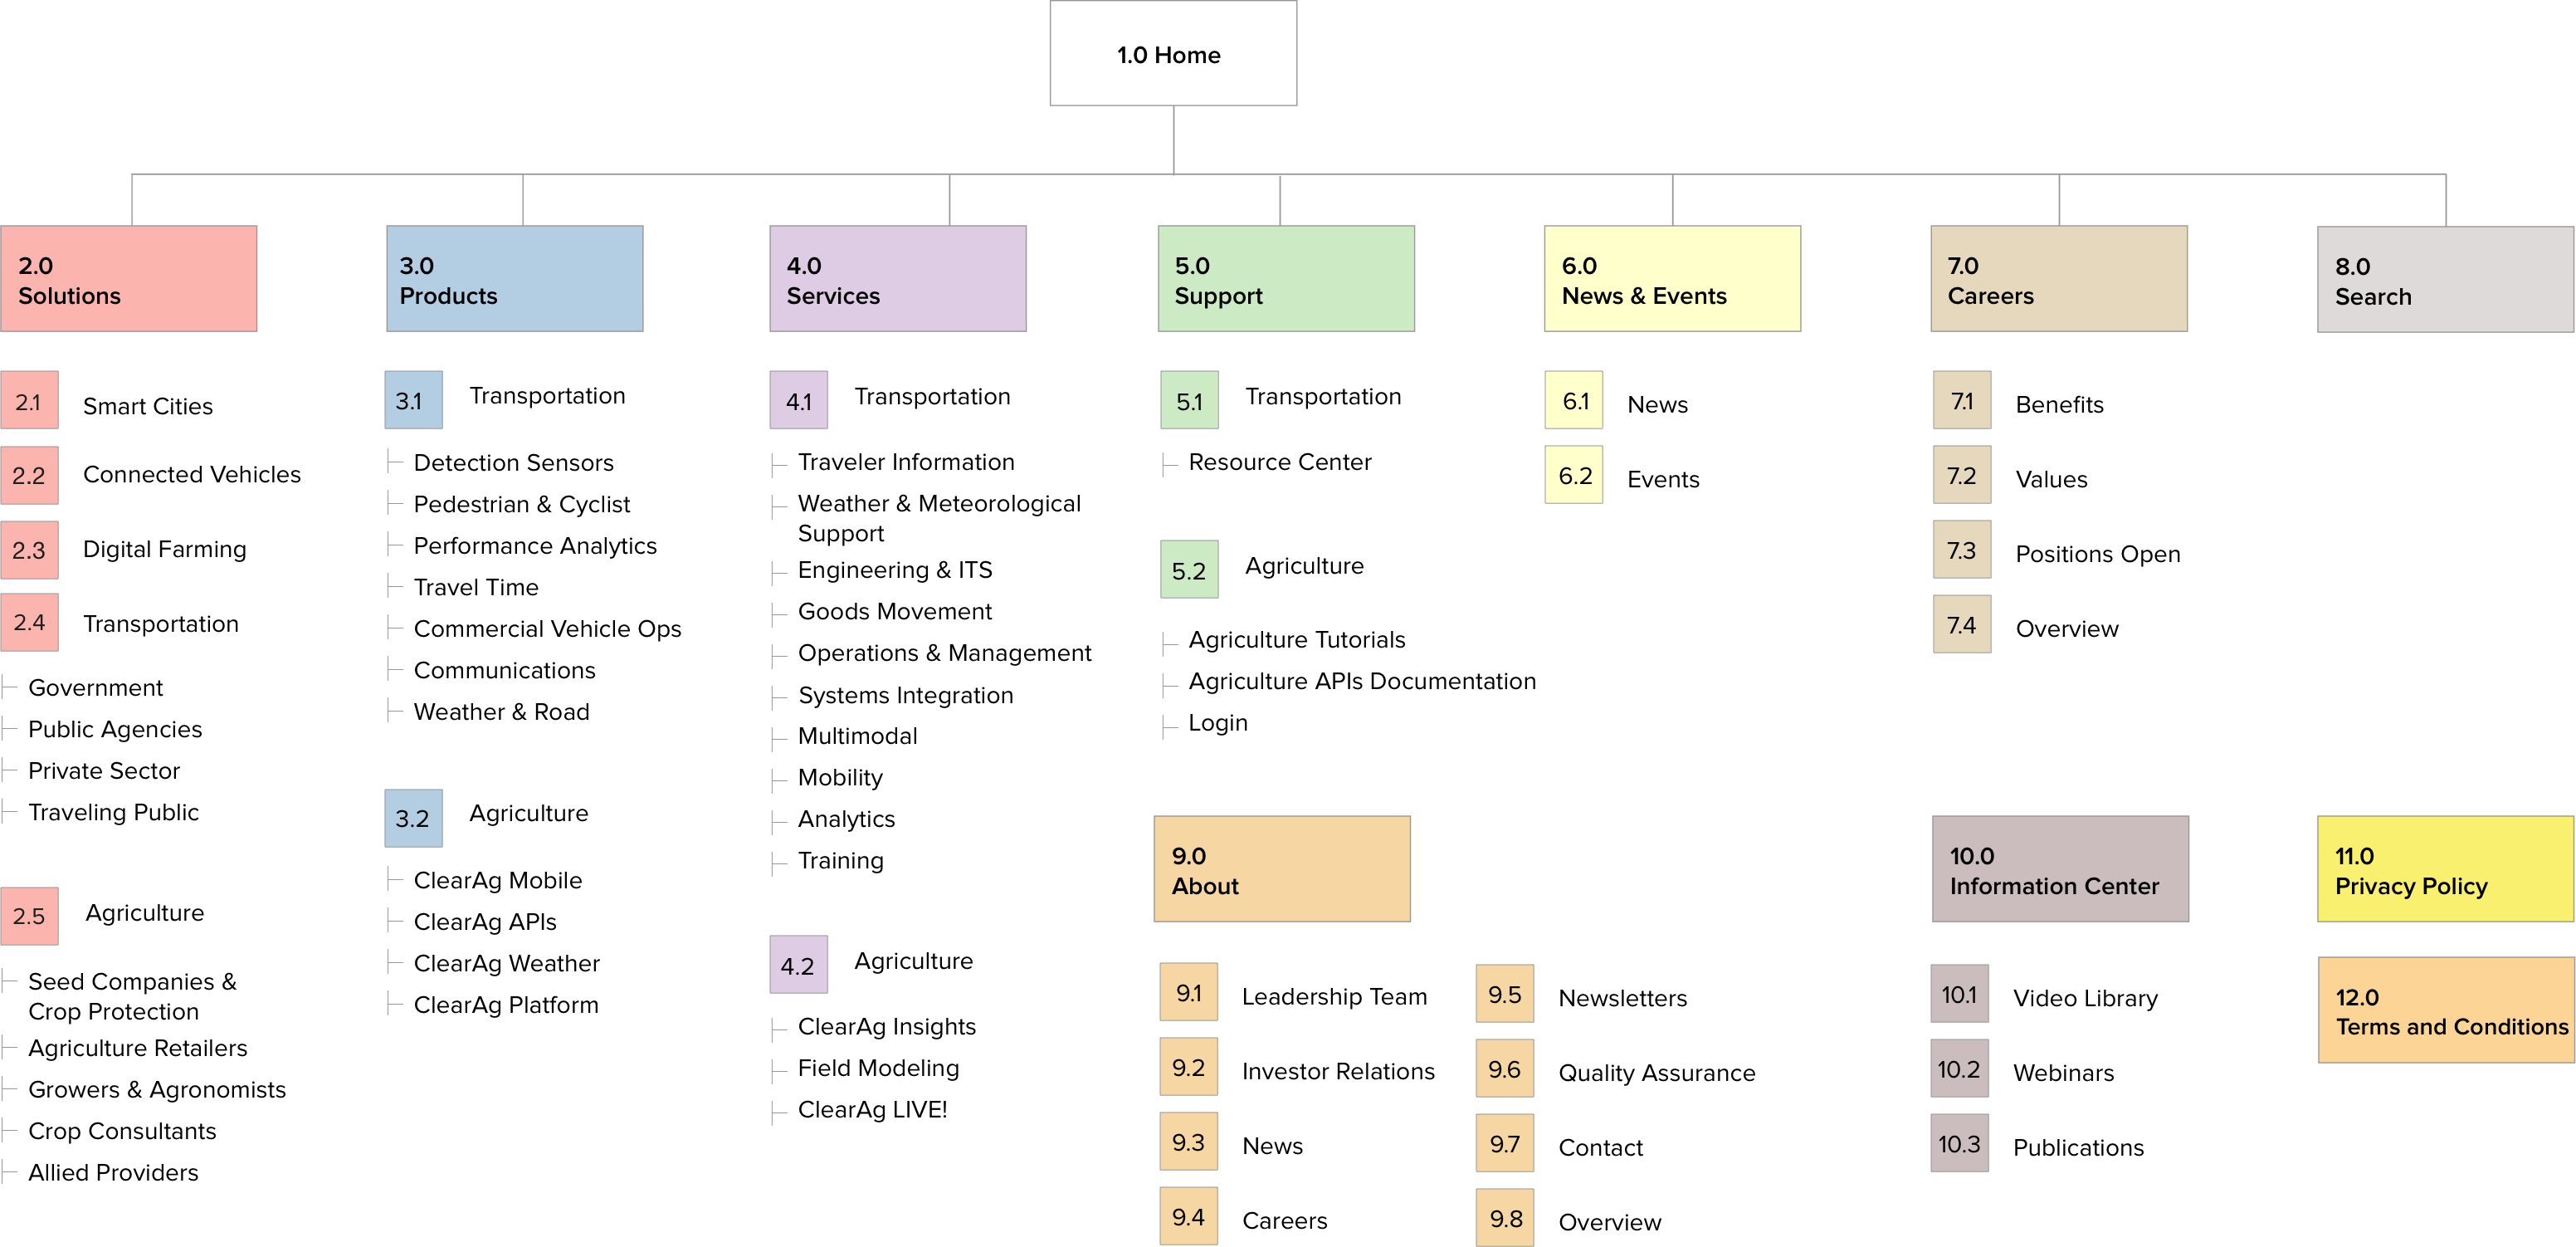 1.0 Home
2.0
Solutions
2.1
Smart Cities
2.2
Connected Vehicles
2.3
Digital Farming
2.4
Transportation
Government
Public Agencies
Private Sector
Traveling Public
2.5
Agriculture
Seed Companies &
Crop Protection
Agriculture Retailers
Growers & Agronomists
Crop Consultants
Allied Providers
3.0
Products
3.1
Transportation
Detection Sensors
Pedestrian & Cyclist
Performance Analytics
Travel Time
Commercial Vehicle Ops
Communications
Weather & Road
3.2
Agriculture
ClearAg Mobile
ClearAg APIs
ClearAg Weather
ClearAg Platform
4.0
Services
4.1
Transportation
Traveler Information
Weather & Meteorological
Support
Engineering & ITS
Goods Movement
Operations & Management
Systems Integration
Multimodal
Mobility
Analytics
Training
4.2
Agriculture
ClearAg Insights
Field Modeling
ClearAg LIVE!
5.0
Support
5.1
Transportation
Resource Center
5.2
Agriculture
Agriculture Tutorials
Agriculture APIs Documentation
Login
6.0
News & Events
6.1
News
6.2
Events
7.0
Careers
7.1
Benefits
7.2
Values
7.3
Positions Open
7.4
Overview
8.0
Search
9.0
About
9.1
Leadership Team
9.2
Investor Relations
9.3
News
9.4
Careers
9.5
Newsletters
9.6
Quality Assurance
9.7
Contact
9.8
Overview
10.0
Information Center
10.1
Video Library
10.2
Webinars
10.3
Publications
11.0
Privacy Policy
12.0
Terms and Conditions